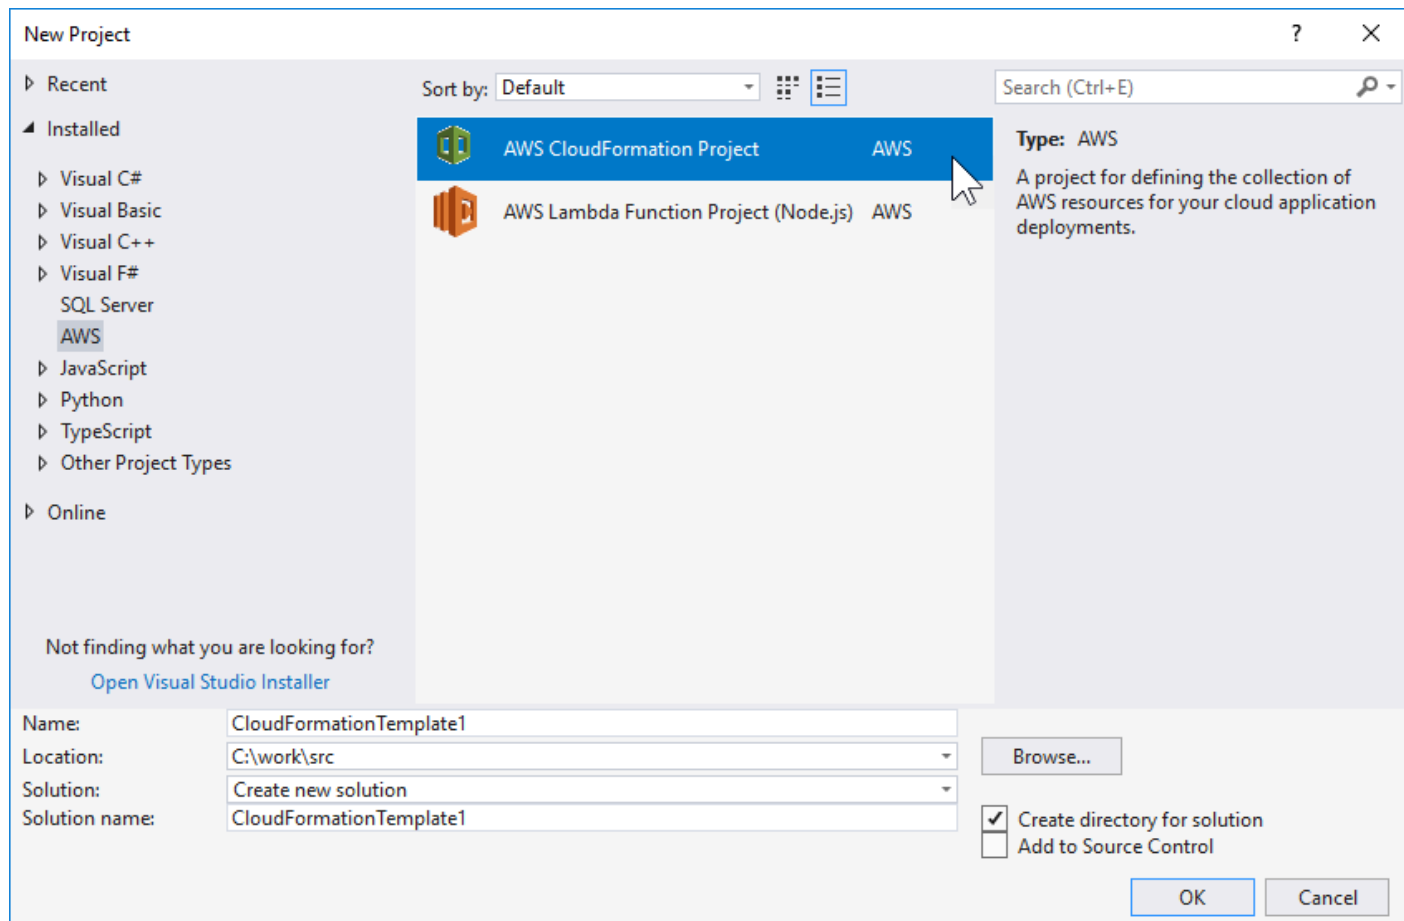 New Project
?
Recent
Sort by: Default
Search (Ctrl+E)
Installed
Visual C#
Visual Basic
Visual C++
Visual F#
SQL Server
AWS
JavaScript
Python
TypeScript
Other Project Types
Online
AWS CloudFormation Project AWS
AWS Lambda Function Project (Node.js) AWS
Type: AWS
A project for defining the collection of
AWS resources for your cloud application
deployments.
Not finding what you are looking for?
Open Visual Studio Installer
Name: CloudFormationTemplate1
Location: C:\work\src
Browse...
Solution: Create new solution
Solution name: CloudFormationTemplate1
Create directory for solution
Add to Source Control
OK Cancel